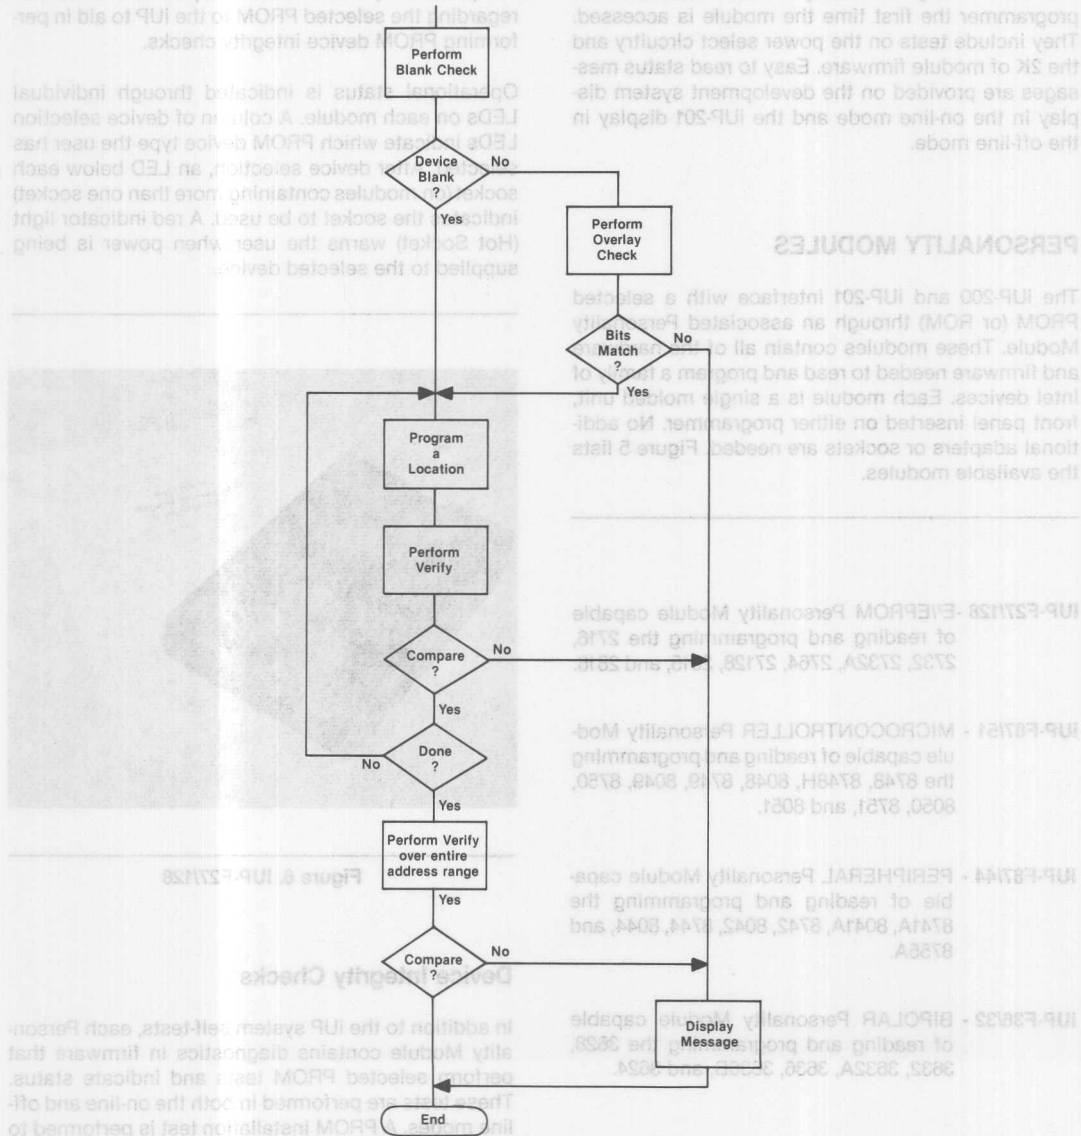 Perform
Blank Check
Device
Blank
?
No
Yes
Perform
Overlay
Check
Bits
Match
?
No
Yes
Program
a
Location
Perform
Verify
Compare
?
No
Yes
Done
?
No
Yes
Perform Verify
over entire
address range
Yes
Compare
?
No
Display
Message
End
regarding the selected PROM to the iUP to aid in per-
forming PROM device integrity checks.
Operational status is indicated through individual
LEDs on each module. A column of device selection
LEDs indicate which PROM device type the user has
selected. After device selection, an LED below each
socket (on modules containing more than one socket)
indicates the socket to be used. A red indicator light
(Hot Socket) warns the user when power is being
supplied to the selected device.
Figure 6. iUP-F27/128
Device Integrity Checks
In addition to the iUP system self-tests, each Person-
ality Module contains diagnostics in firmware that
perform selected PROM tests and indicate status.
These tests are performed in both the on-line and off-
line modes. A PROM installation test is performed to
programmer the first time the module is accessed.
They include tests on the power select circuitry and
the 2K of module firmware. Easy to read status mes-
sages are provided on the development system dis-
play in the on-line mode and the iUP-201 display in
the off-line mode.
PERSONALITY MODULES
The iUP-200 and iUP-201 interface with a selected
PROM (or ROM) through an associated Personality
Module. These modules contain all of the hardware
and firmware needed to read and program a family of
Intel devices. Each module is a single molded unit,
front panel inserted on either programmer. No addi-
tional adapters or sockets are needed. Figure 5 lists
the available modules.
iUP-F27/128 - E²/EPROM Personality Module capable
of reading and programming the 2716,
2732, 2732A, 2764, 27128, 2815, and 2816.
iUP-F87/51 - MICROCONTROLLER Personality Mod-
ule capable of reading and programming
the 8748, 8748H, 8048, 8749, 8049, 8750,
8050, 8751, and 8051.
iUP-F87/44 - PERIPHERAL Personality Module capa-
ble of reading and programming the
8741A, 8041A, 8742, 8042, 8744, 8044, and
8755A.
iUP-F36/32 - BIPOLAR Personality Module capable
of reading and programming the 3628,
3632, 3632A, 3636, 3636B, and 3624.